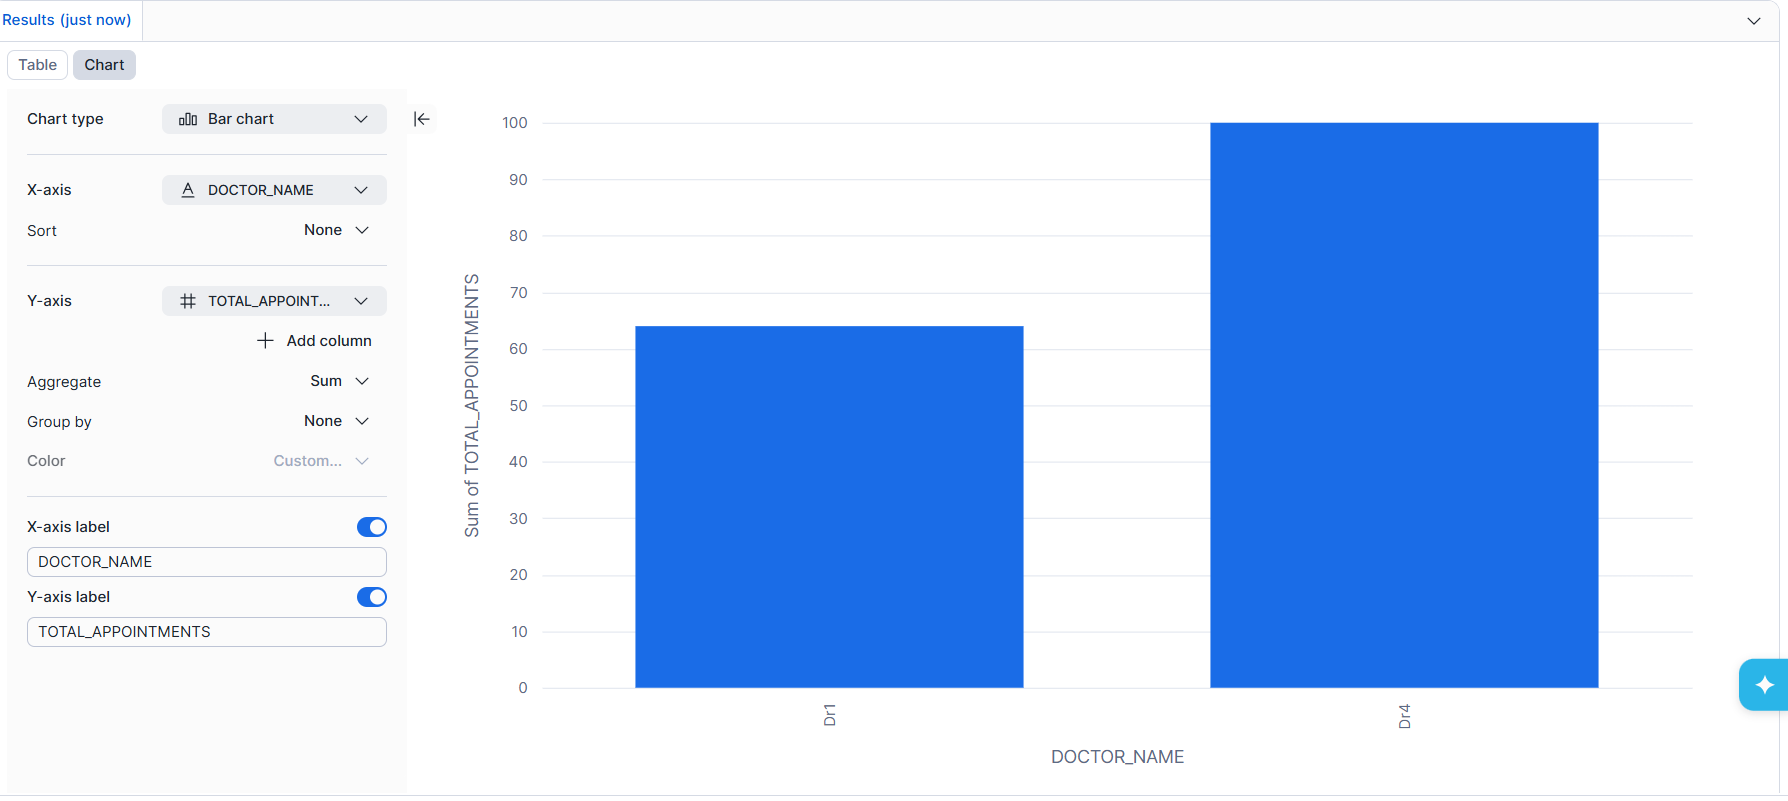 Results (just now)
Table
Chart
Chart type
Bar chart
X-axis
DOCTOR_NAME
Sort
None
Y-axis
TOTAL_APPOINT...
Add column
Aggregate
Sum
Group by
None
Color
Custom...
X-axis label
DOCTOR_NAME
Y-axis label
TOTAL_APPOINTMENTS
Sum of TOTAL_APPOINTMENTS
100
90
80
70
60
50
40
30
20
10
0
Dr1
Dr4
DOCTOR_NAME